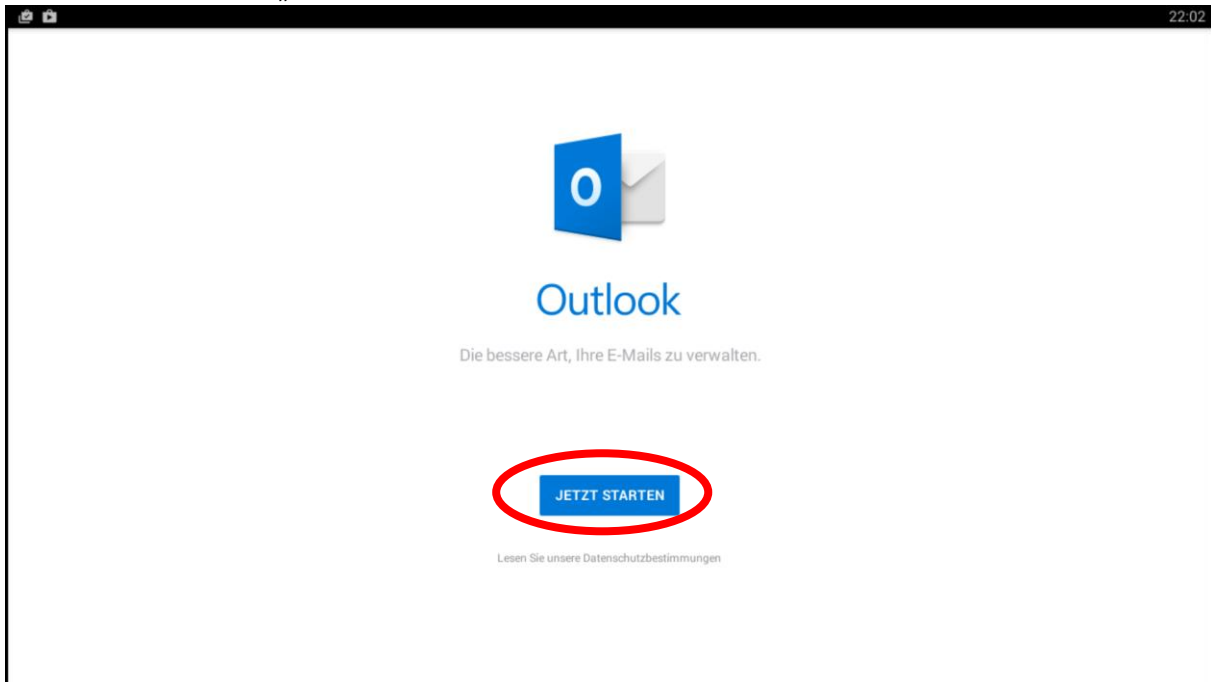 22:02
O
Outlook
Die bessere Art, Ihre E-Mails zu verwalten.
JETZT STARTEN
Lesen Sie unsere Datenschutzbestimmungen